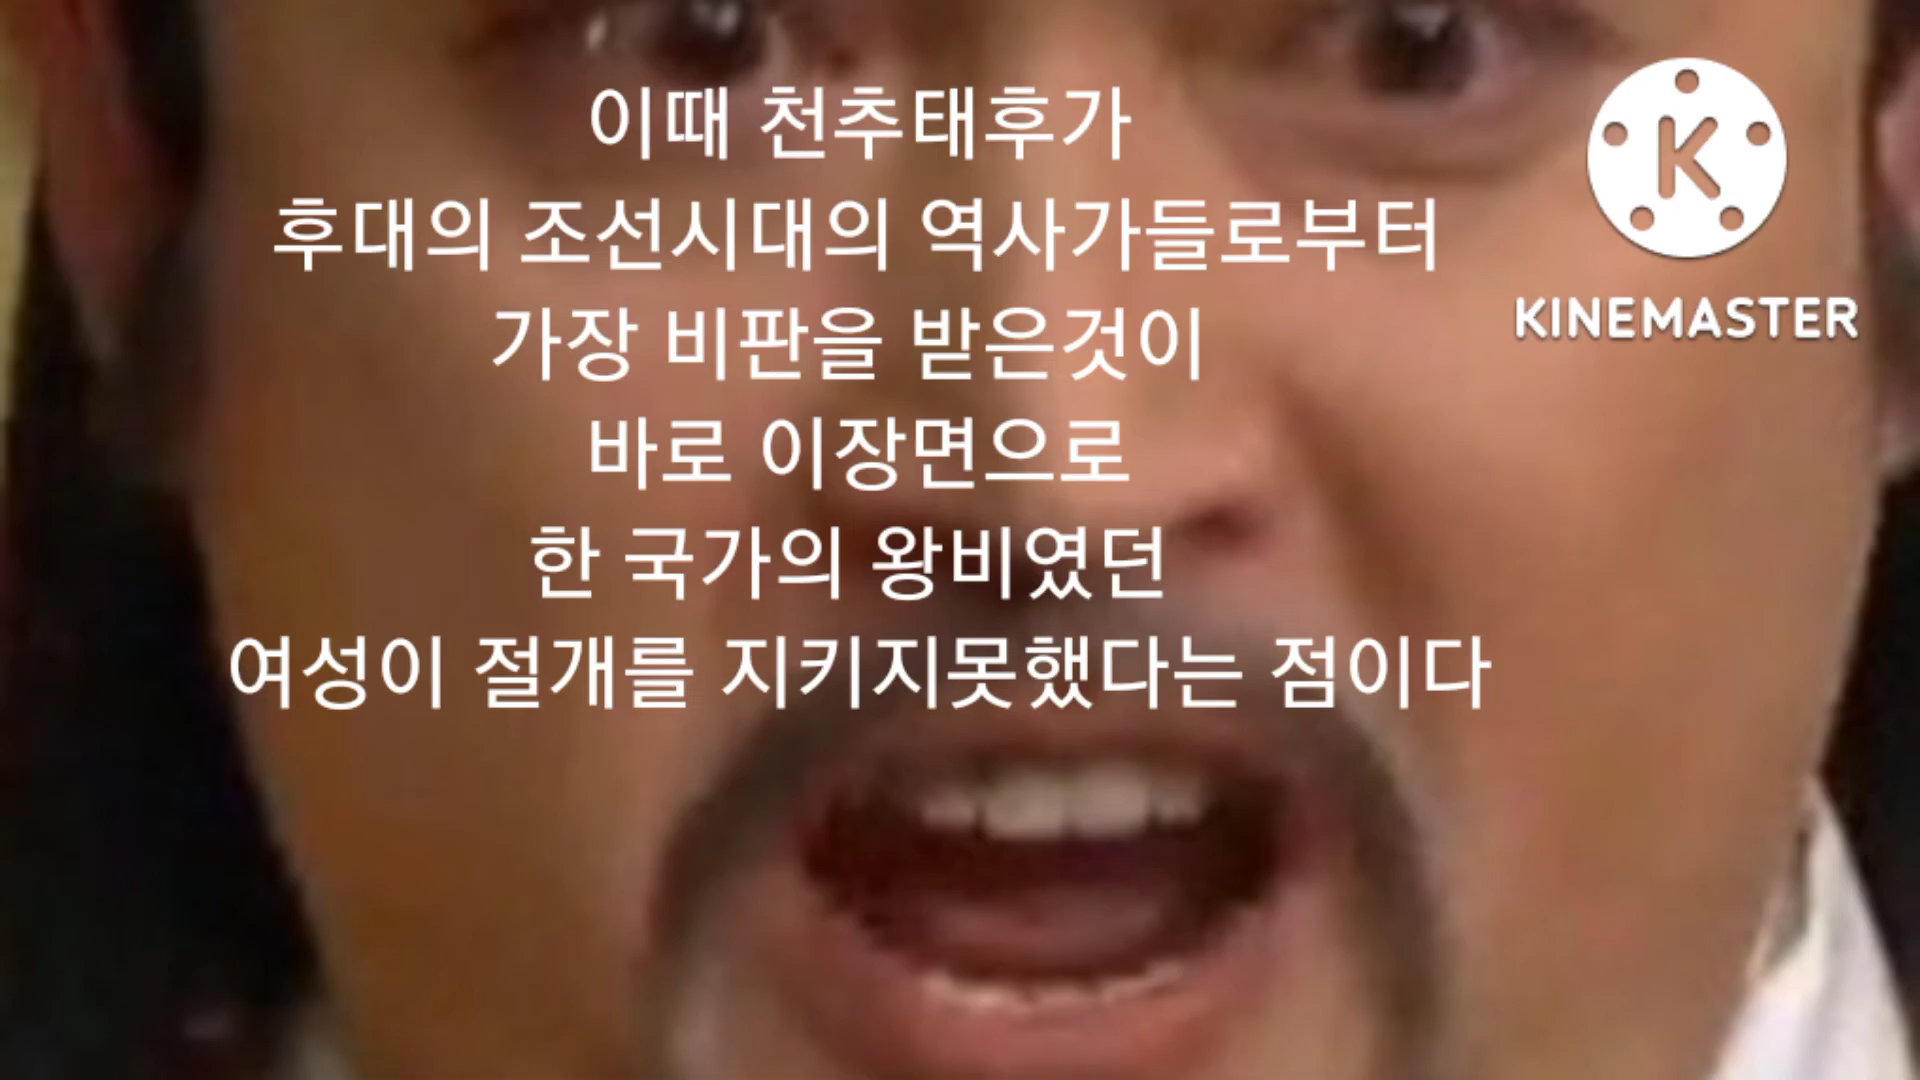 이때 천추태후가
후대의 조선시대의 역사가들로부터
가장 비판을 받은것이
바로 이장면으로
한 국가의 왕비였던
여성이 절개를 지키지못했다는 점이다
K
KINEMASTER